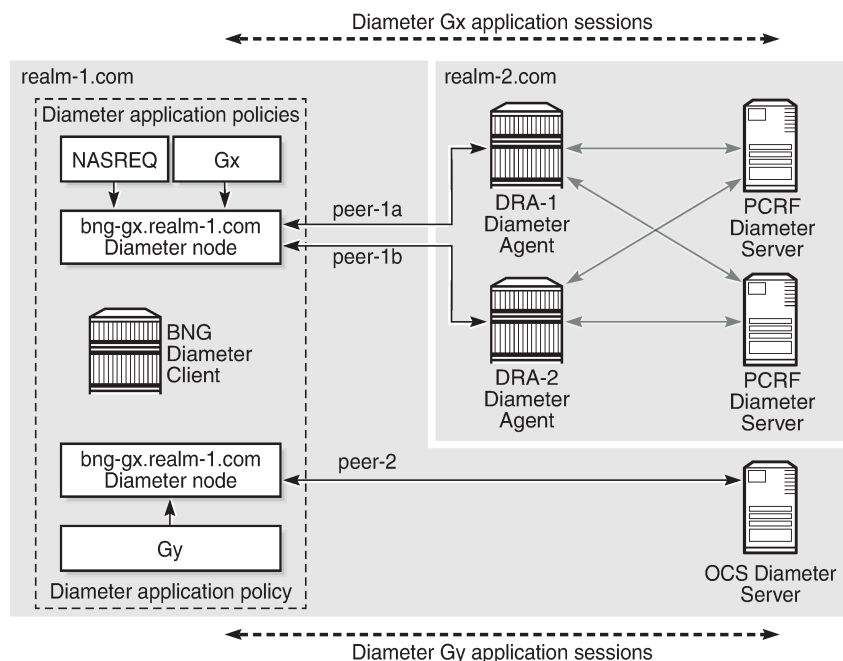 Diameter Gx application sessions
realm-1.com
realm-2.com
Diameter application policies
NASREQ
Gx
bng-gx.realm-1.com
Diameter node
peer-1a
peer-1b
DRA-1
Diameter
Agent
PCRF
Diameter
Server
BNG
Diameter
Client
DRA-2
Diameter
Agent
PCRF
Diameter
Server
bng-gx.realm-1.com
Diameter node
peer-2
Gy
Diameter application policy
OCS Diameter
Server
Diameter Gy application sessions